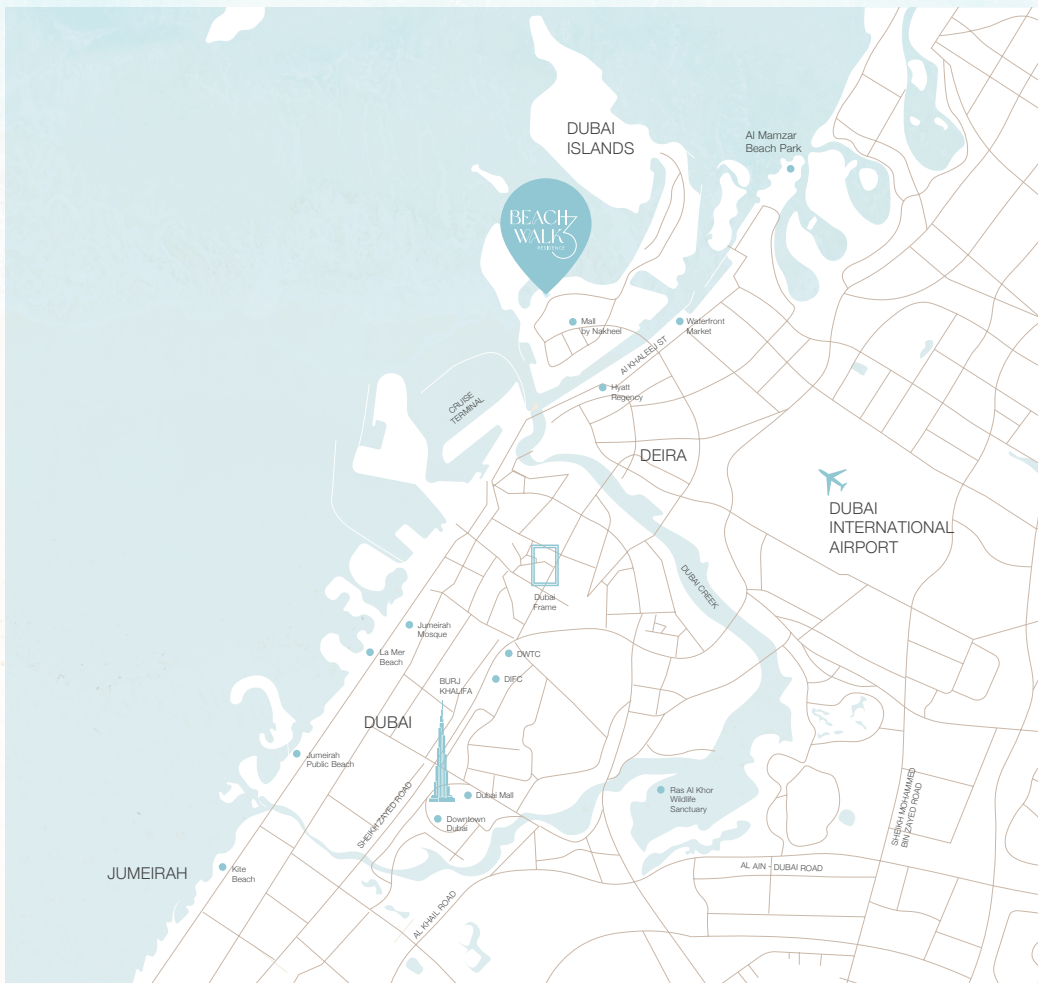 DUBAI
ISLANDS
Al Mamzar
Beach Park
BEACH
WALK 3
RESIDENCE
Mall
by Nakheel
Waterfront
Market
Al KHALEEJ ST
Hyatt
Regency
CRUISE
TERMINAL
DEIRA
DUBAI
INTERNATIONAL
AIRPORT
DUBAI CREEK
Dubai
Frame
Jumeirah
Mosque
La Mer
Beach
DWTC
DIFC
BURJ
KHALIFA
DUBAI
Jumeirah
Public Beach
SHEIKH ZAYED ROAD
Dubai Mall
Downtown
Dubai
Ras Al Khor
Wildlife
Sanctuary
SHEIKH MOHAMMED
BIN ZAYED ROAD
JUMEIRAH
Kite
Beach
AL AIN - DUBAI ROAD
AL KHAIL ROAD